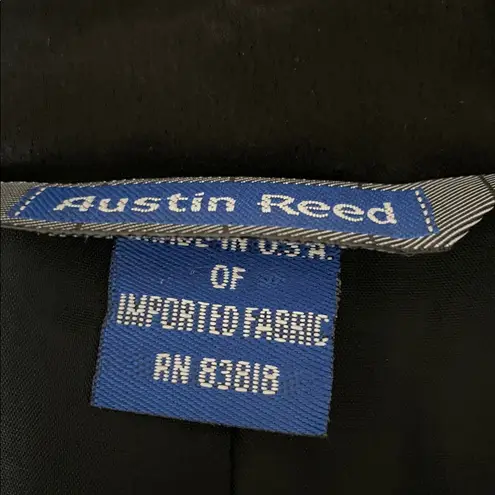 Austin Reed
MADE IN U.S.A.
OF
IMPORTED FABRIC
RN 83818